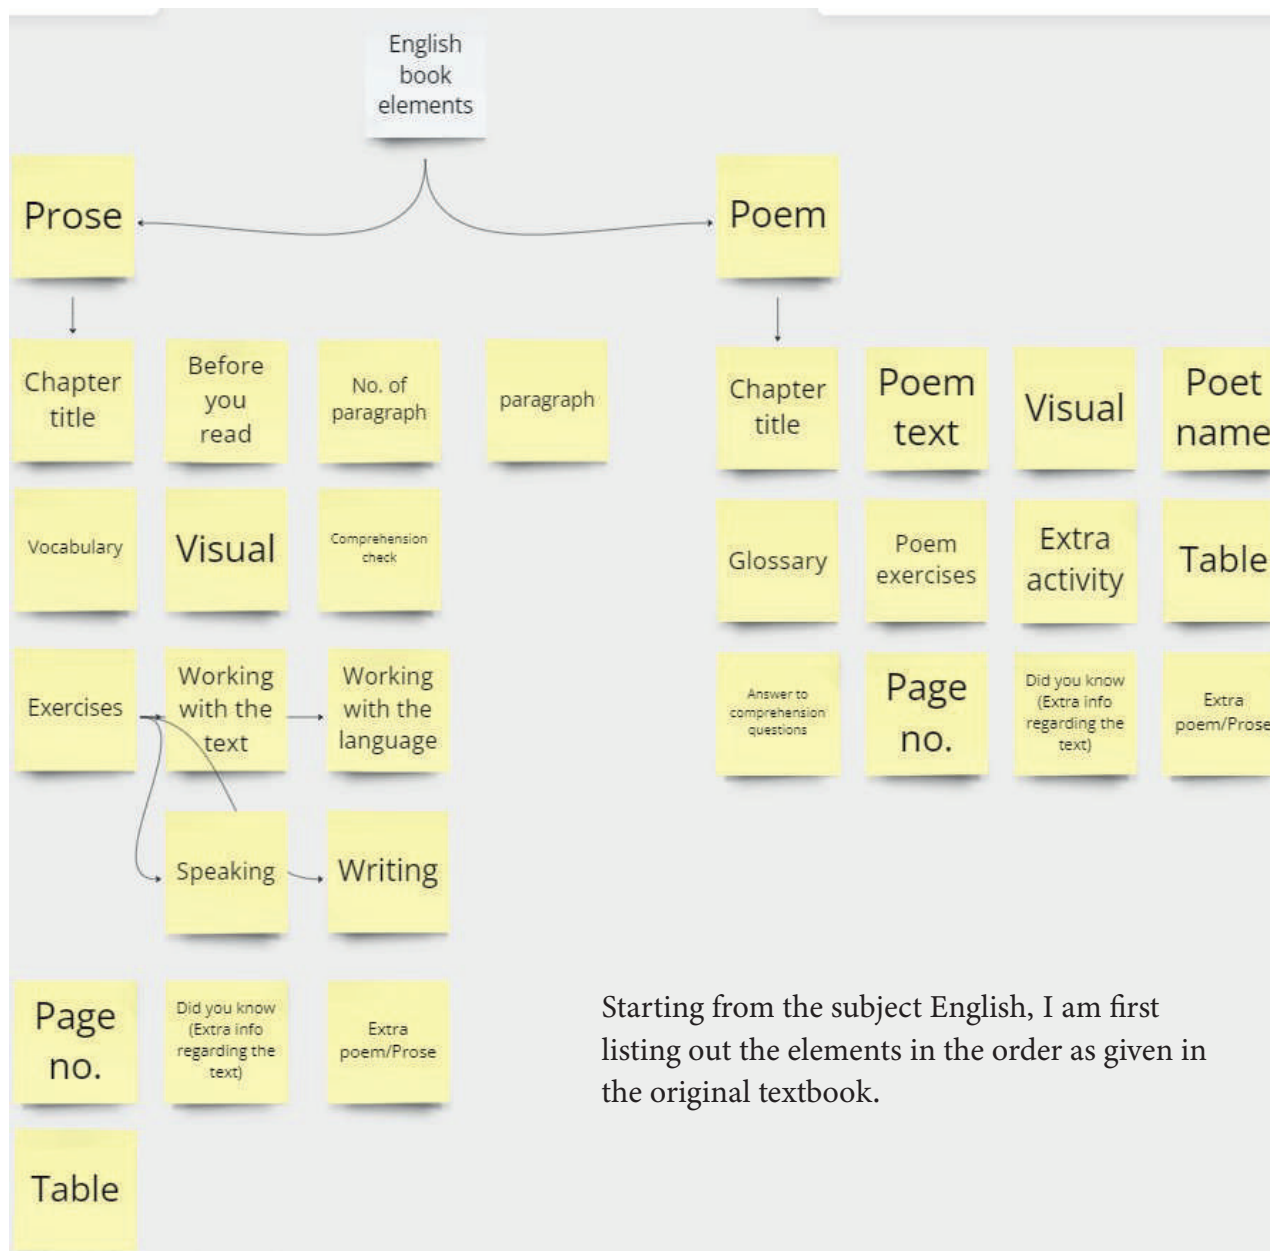 English
book
elements
Prose
Poem
Chapter
title
Before
you
read
No. of
paragraph
paragraph
Chapter
title
Poem
text
Visual
Poet
name
Vocabulary
Visual
Comprehension
check
Glossary
Poem
exercises
Extra
activity
Table
Exercises
Working
with the
text
Working
with the
language
Answer to
comprehension
questions
Page
no.
Did you know
(Extra info
regarding the
text)
Extra
poem/Prose
Speaking
Writing
Page
no.
Did you know
(Extra info
regarding the
text)
Extra
poem/Prose
Starting from the subject English, I am first
listing out the elements in the order as given in
the original textbook.
Table